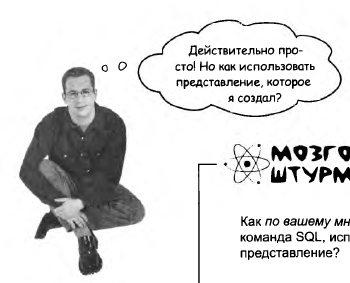 Действительно про-
сто! Но как использовать
представление, которое
я создал?
МОЗГО
ШТУРМ
Как по вашему мн
команда SQL, исп
представление?